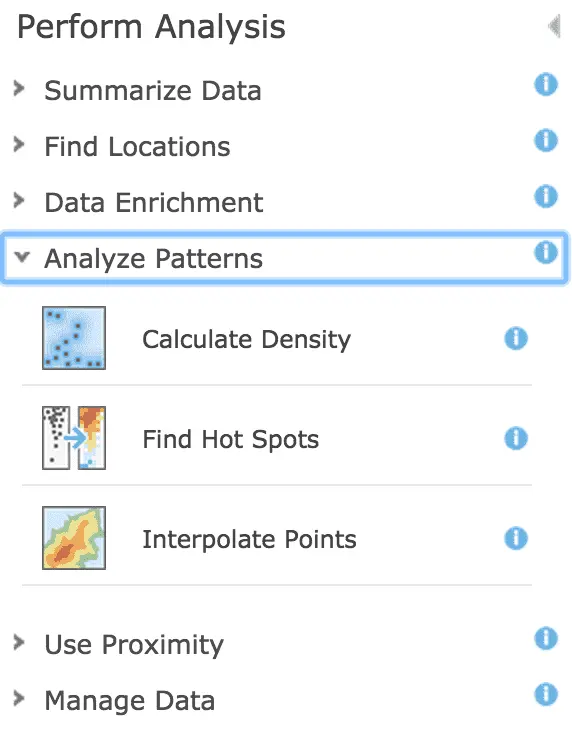 Perform Analysis
Summarize Data
Find Locations
Data Enrichment
Analyze Patterns
Calculate Density
Find Hot Spots
Interpolate Points
Use Proximity
Manage Data